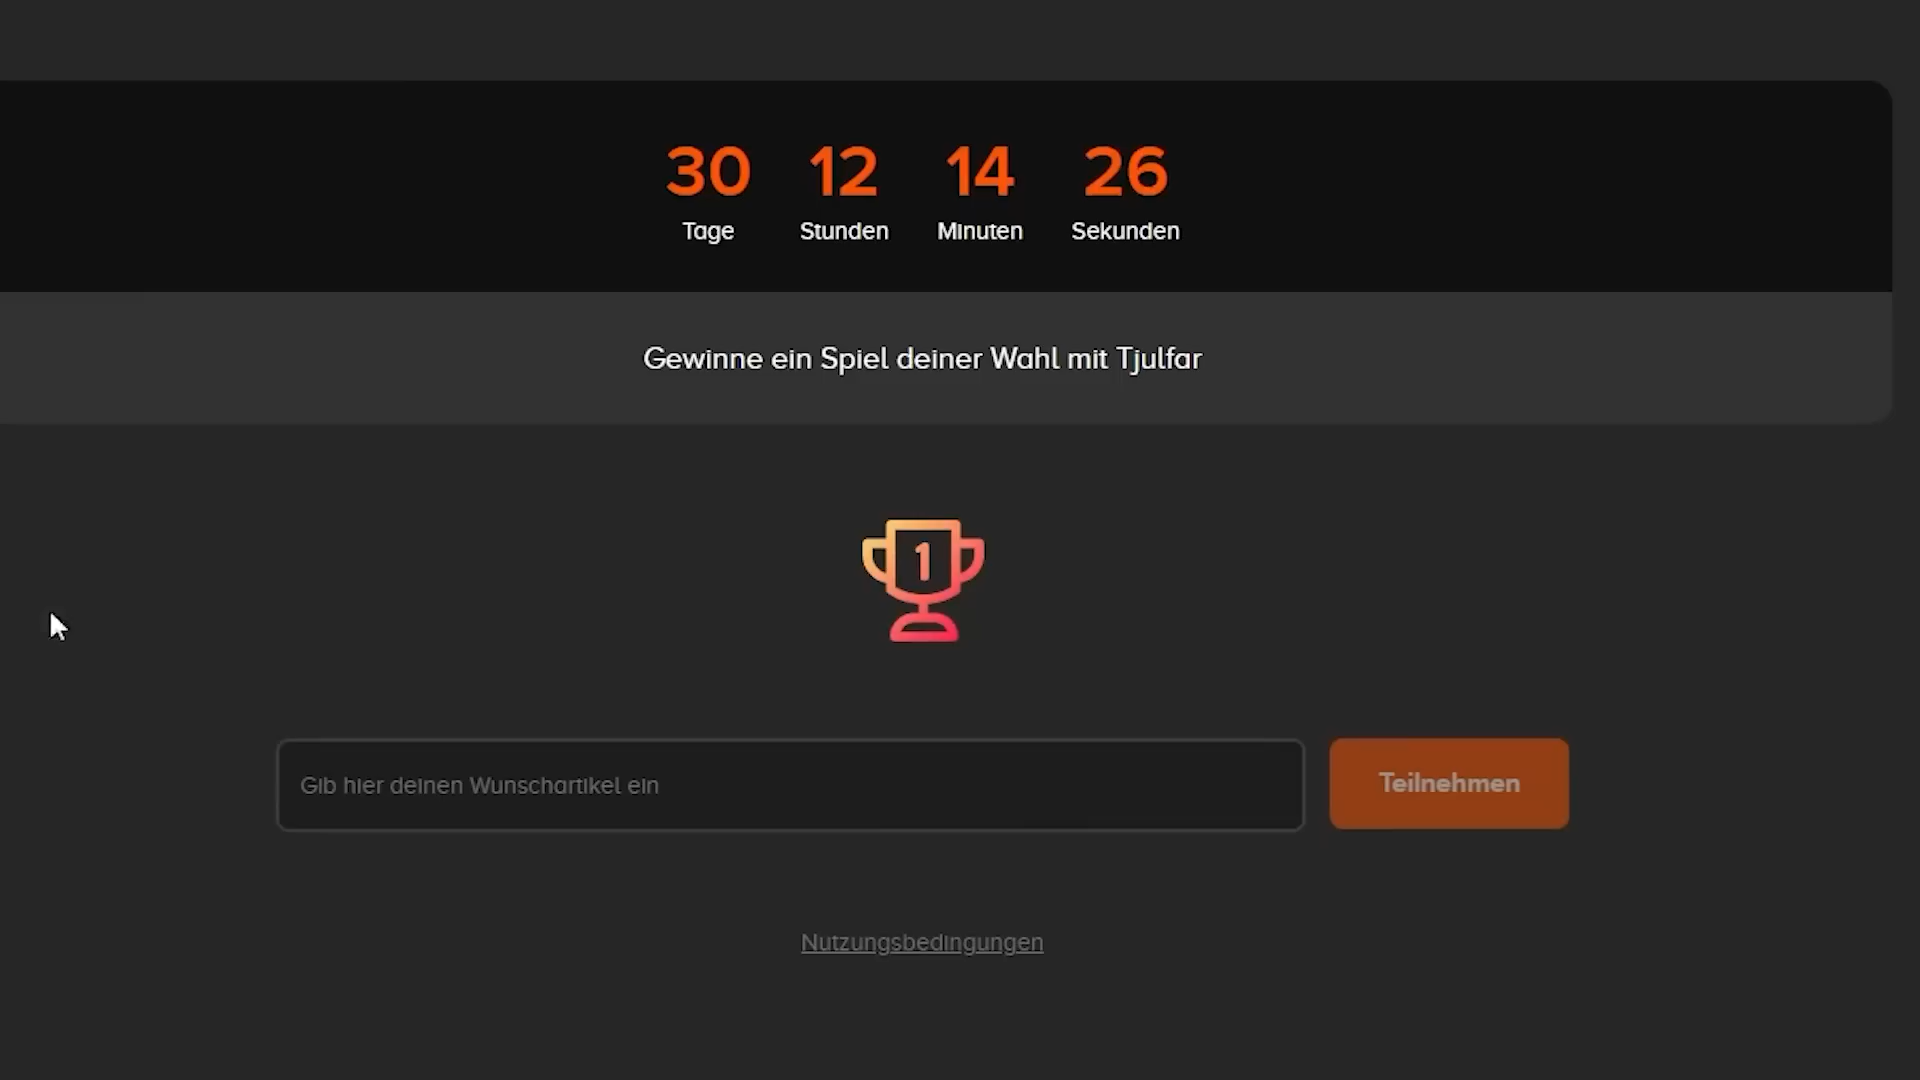 30 12 14 26
Tage Stunden Minuten Sekunden
Gewinne ein Spiel deiner Wahl mit Tjulfar
1
Gib hier deinen Wunschartikel ein
Teilnehmen
Nutzungsbedingungen